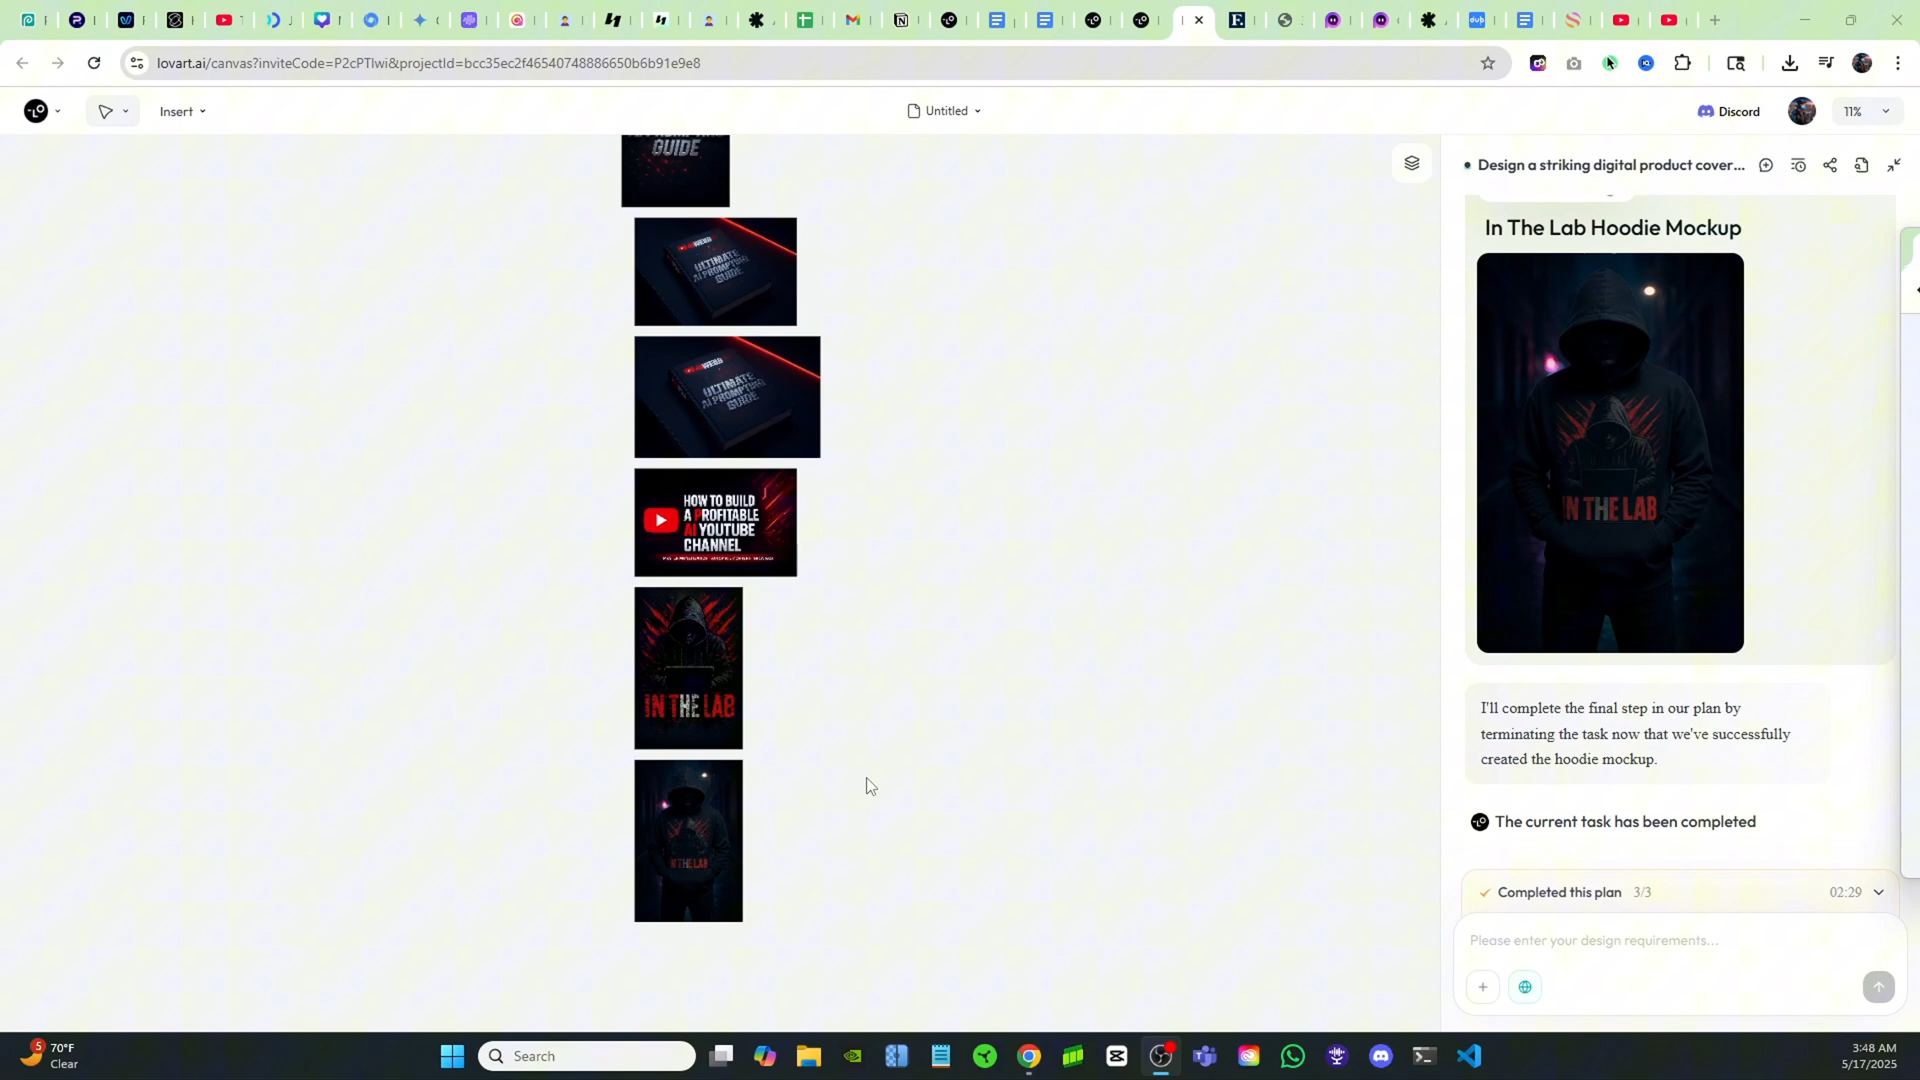 lovart.ai/canvas?inviteCode=P2cPTlwi&projectId=bcc35ec2f46540748886650b6b91e9e8
Insert
Untitled
Discord
11%
GUIDE
ULTIMATE
AI PROMPTING
GUIDE
ULTIMATE
AI PROMPTING
GUIDE
HOW TO BUILD
A PROFITABLE
AI YOUTUBE
CHANNEL
IN THE LAB
IN THE LAB
Design a striking digital product cover...
In The Lab Hoodie Mockup
IN THE LAB
I'll complete the final step in our plan by
terminating the task now that we've successfully
created the hoodie mockup.
The current task has been completed
Completed this plan 3/3 02:29
Please enter your design requirements...
5
70°F
Clear
Search
3:48 AM
5/17/2025